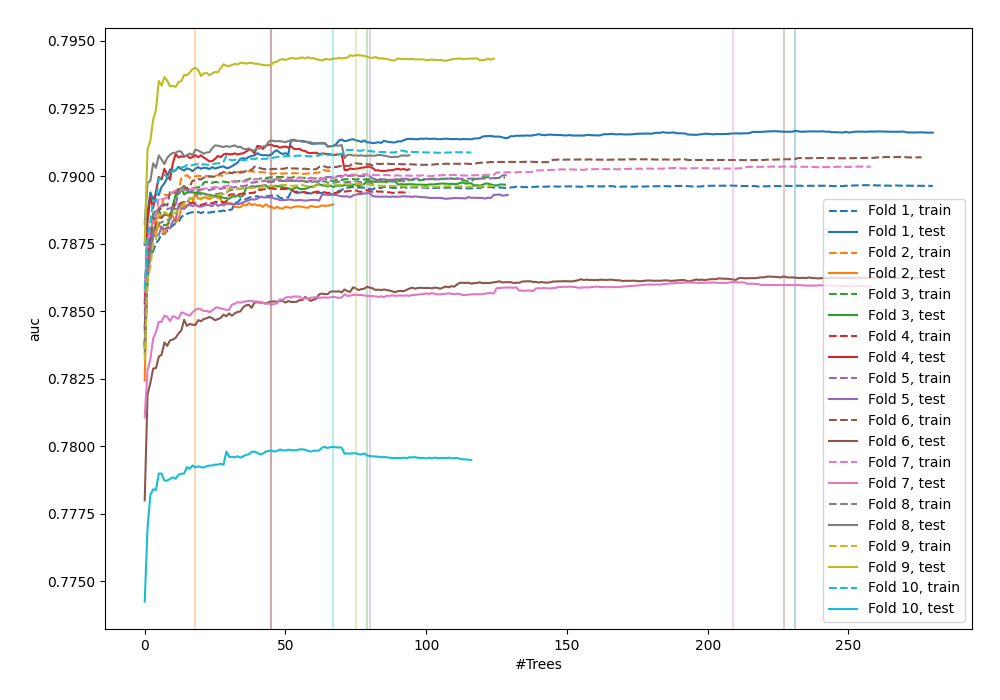 0.7950
0.7925
0.7900
0.7875
0.7850
0.7825
0.7800
0.7775
0.7750
auc
0
50
100
150
200
250
#Trees
Fold 1, train
Fold 1, test
Fold 2, train
Fold 2, test
Fold 3, train
Fold 3, test
Fold 4, train
Fold 4, test
Fold 5, train
Fold 5, test
Fold 6, train
Fold 6, test
Fold 7, train
Fold 7, test
Fold 8, train
Fold 8, test
Fold 9, train
Fold 9, test
Fold 10, train
Fold 10, test